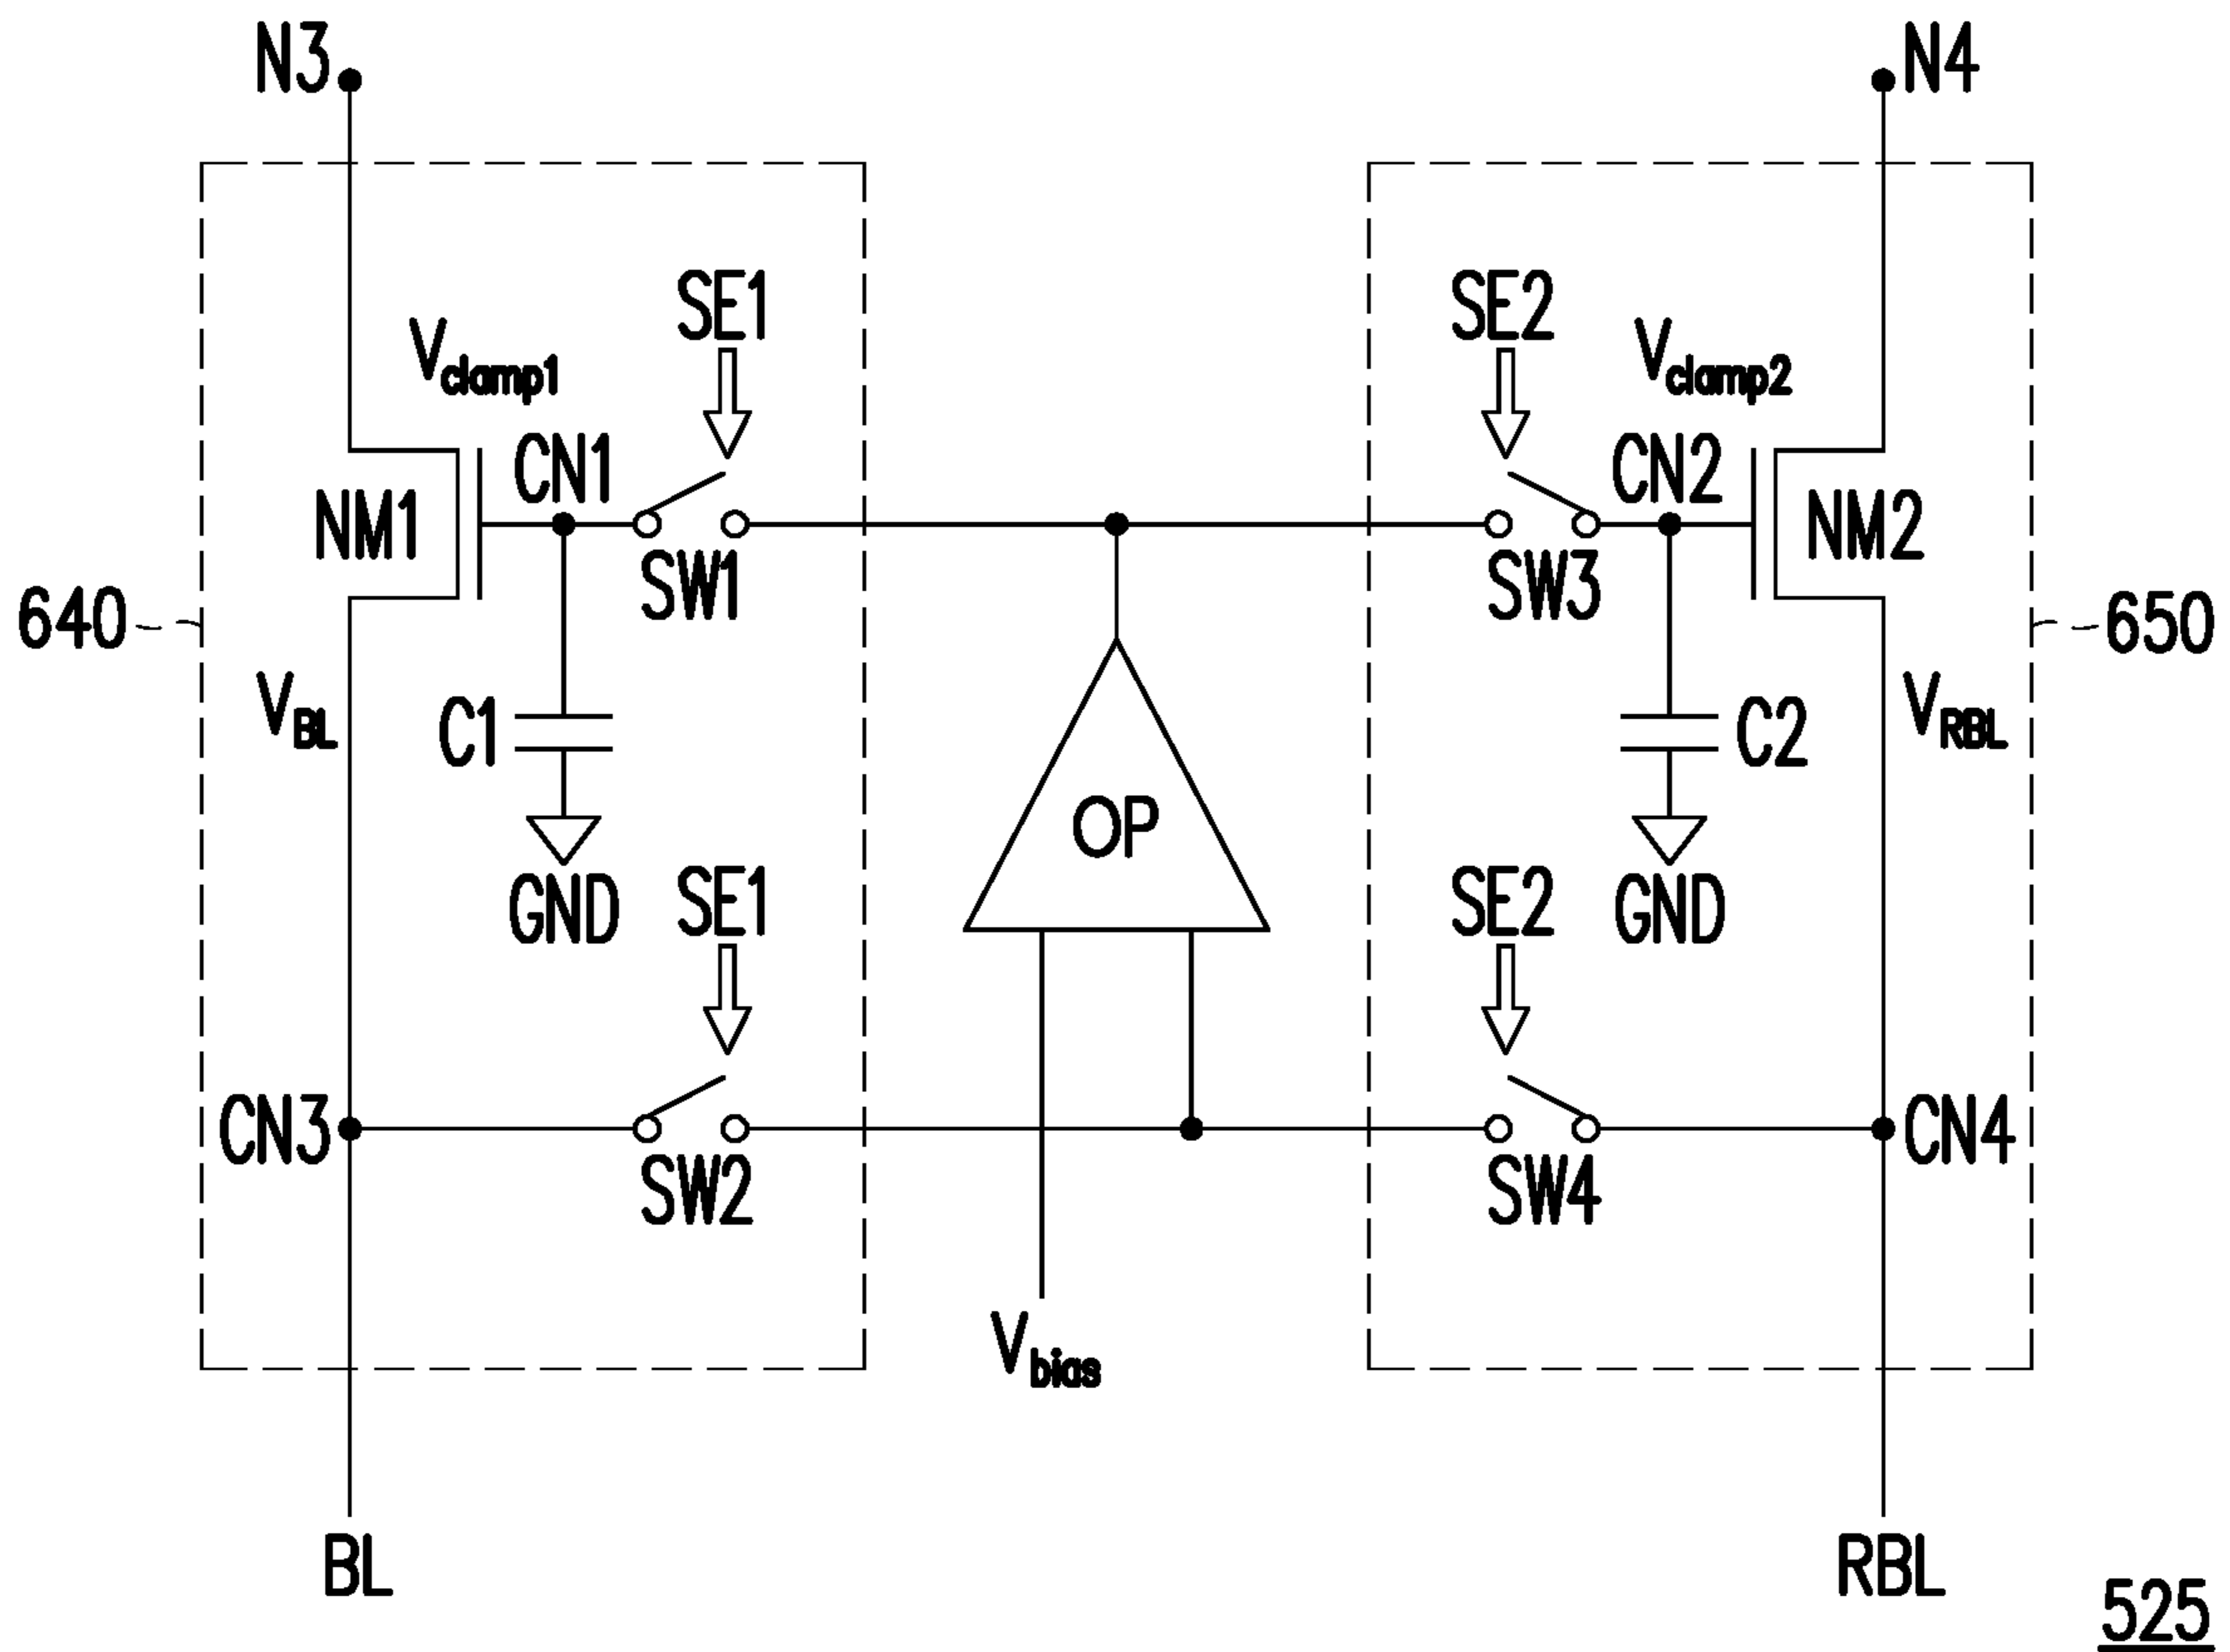 N3
N4
SE1
SE2
Vclamp1
Vclamp2
CN1
CN2
NM1
NM2
SW1
SW3
640
650
VBL
VRBL
C1
C2
OP
GND
SE1
SE2
GND
CN3
CN4
SW2
SW4
Vbias
BL
RBL
525